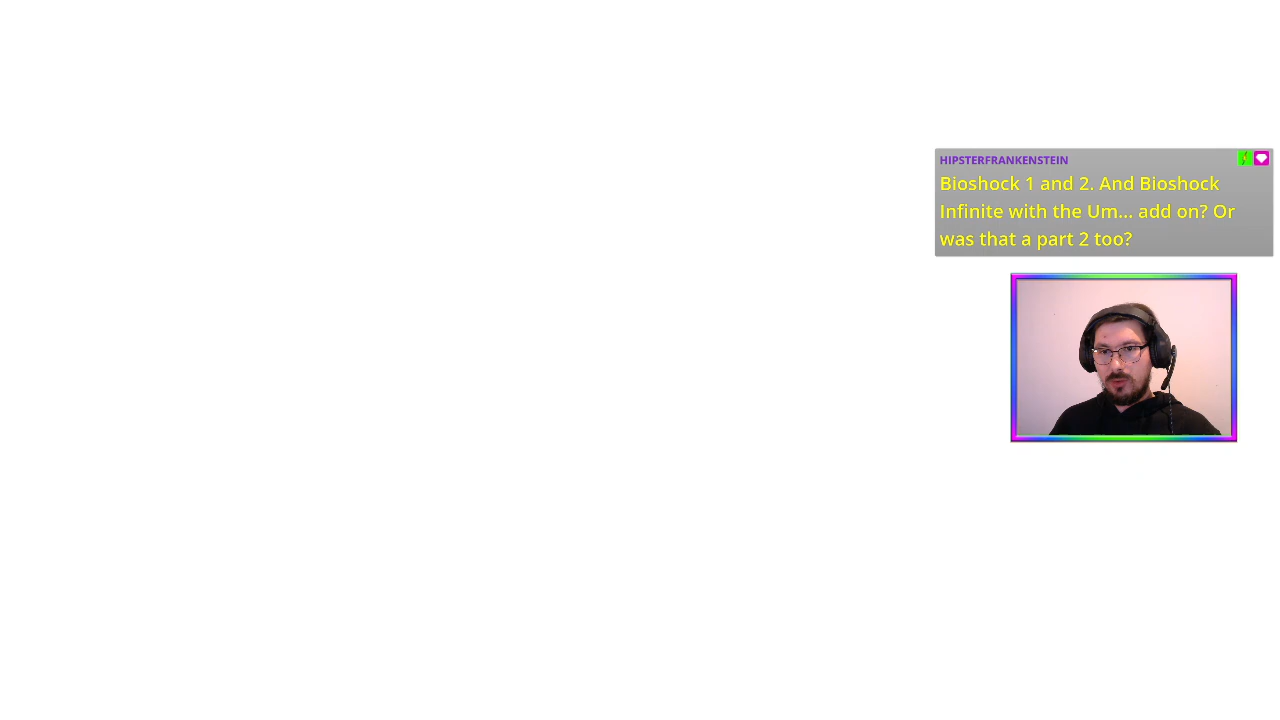 HIPSTERFRANKENSTEIN
Bioshock 1 and 2. And Bioshock
Infinite with the Um... add on? Or
was that a part 2 too?